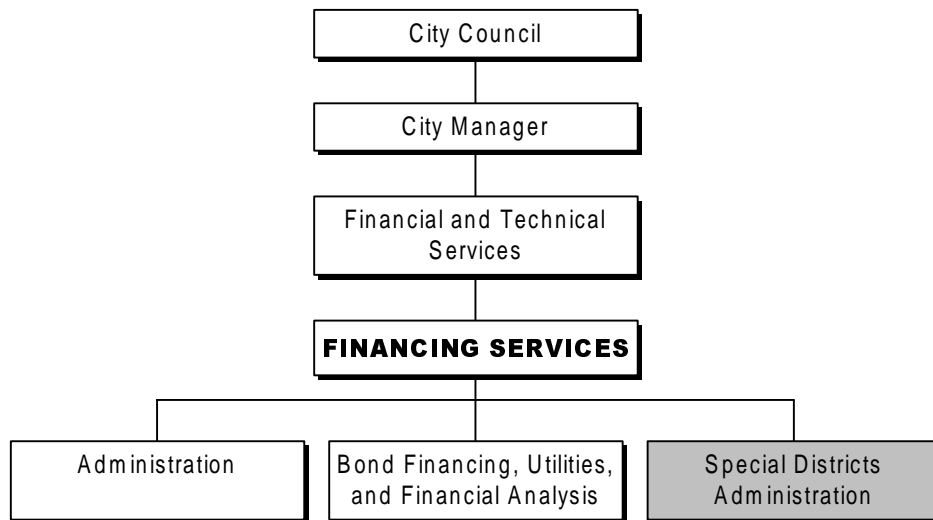 City Council
City Manager
Financial and Technical
Services
FINANCING SERVICES
Administration
Bond Financing, Utilities,
and Financial Analysis
Special Districts
Administration